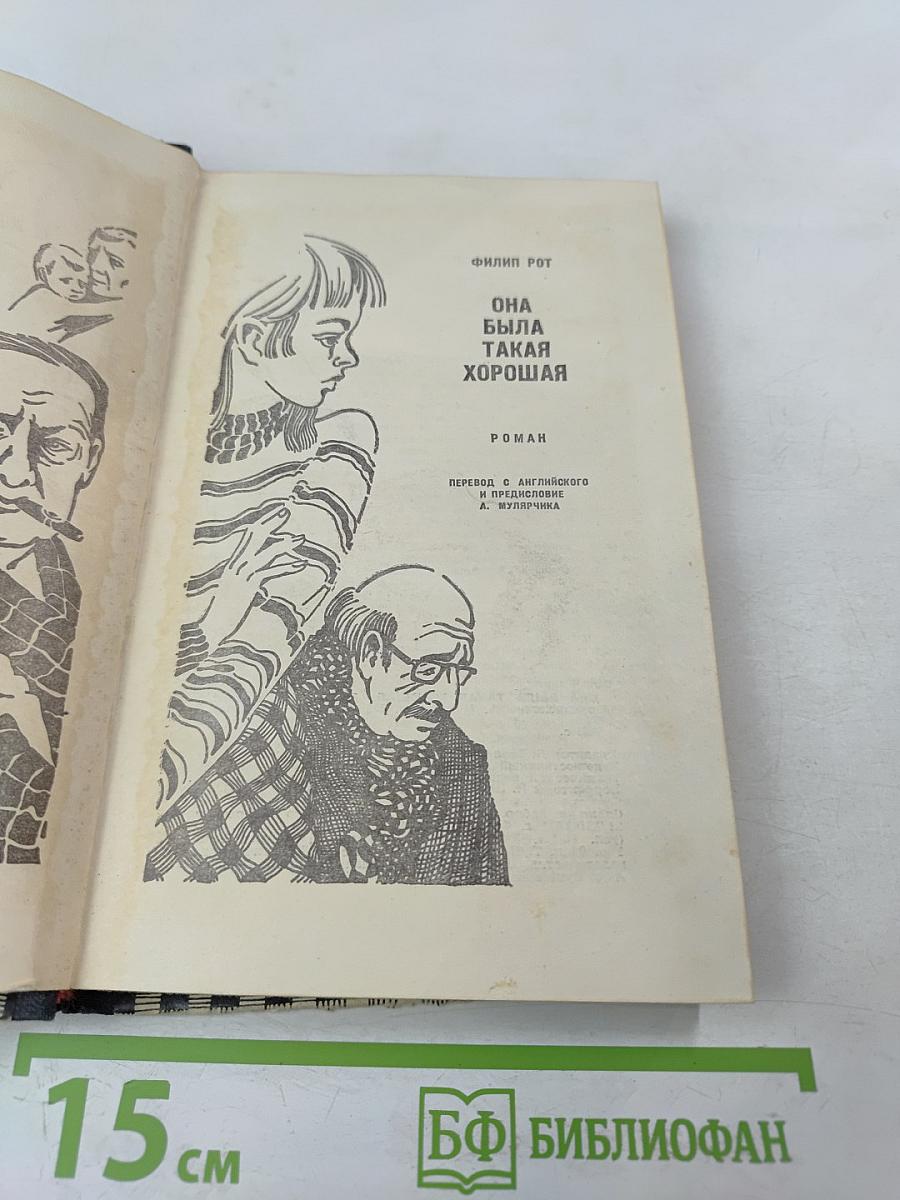 ФИЛИП РОТ
ОНА
БЫЛА
ТАКАЯ
ХОРОШАЯ
РОМАН
ПЕРЕВОД С АНГЛИЙСКОГО
И ПРЕДИСЛОВИЕ
А. МУЛЯРЧИКА
15 см
БФ БИБЛИОФАН